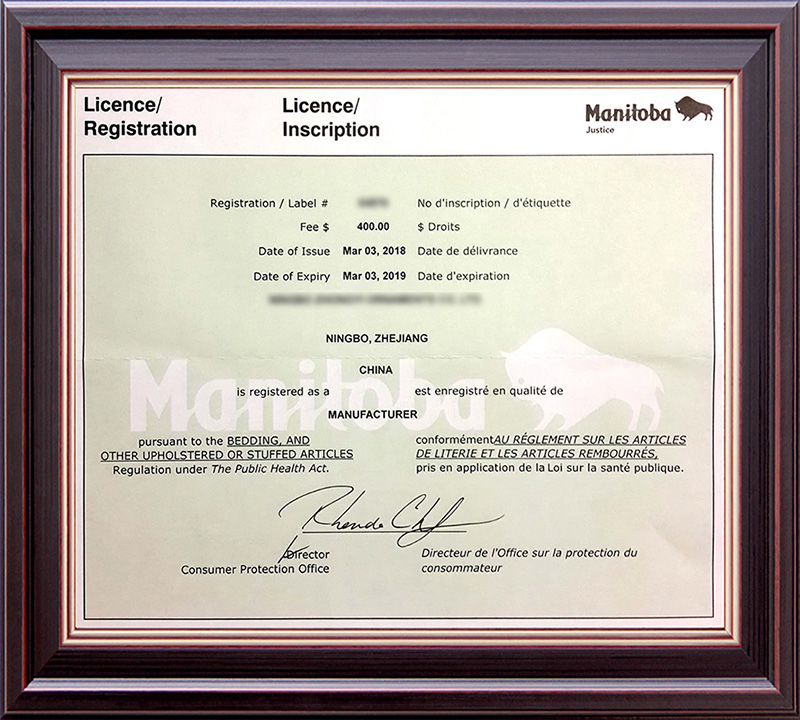 Licence/
Registration
Licence/
Inscription
Manitoba
Justice
Registration / Label # No d'inscription / d'étiquette
Fee $ 400.00 $ Droits
Date of Issue Mar 03, 2018 Date de délivrance
Date of Expiry Mar 03, 2019 Date d'expiration
NINGBO, ZHEJIANG
CHINA
Manitoba
is registered as a est enregistré en qualité de
MANUFACTURER
pursuant to the BEDDING, AND
OTHER UPHOLSTERED OR STUFFED ARTICLES
Regulation under The Public Health Act.
conformémentAU RÉGLEMENT SUR LES ARTICLES
DE LITERIE ET LES ARTICLES REMBOURRÉS,
pris en application de la Loi sur la santé publique.
Director
Consumer Protection Office
Directeur de l'Office sur la protection du
consommateur